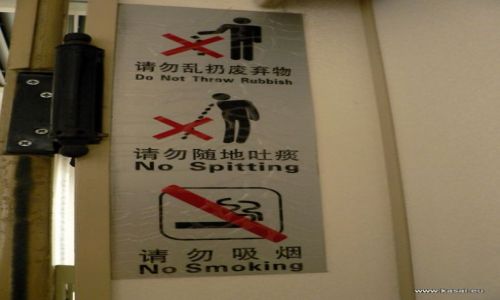 请勿乱扔废弃物
Do Not Throw Rubbish
请勿随地吐痰
No Spitting
请勿吸烟
No Smoking
www.kasai.eu